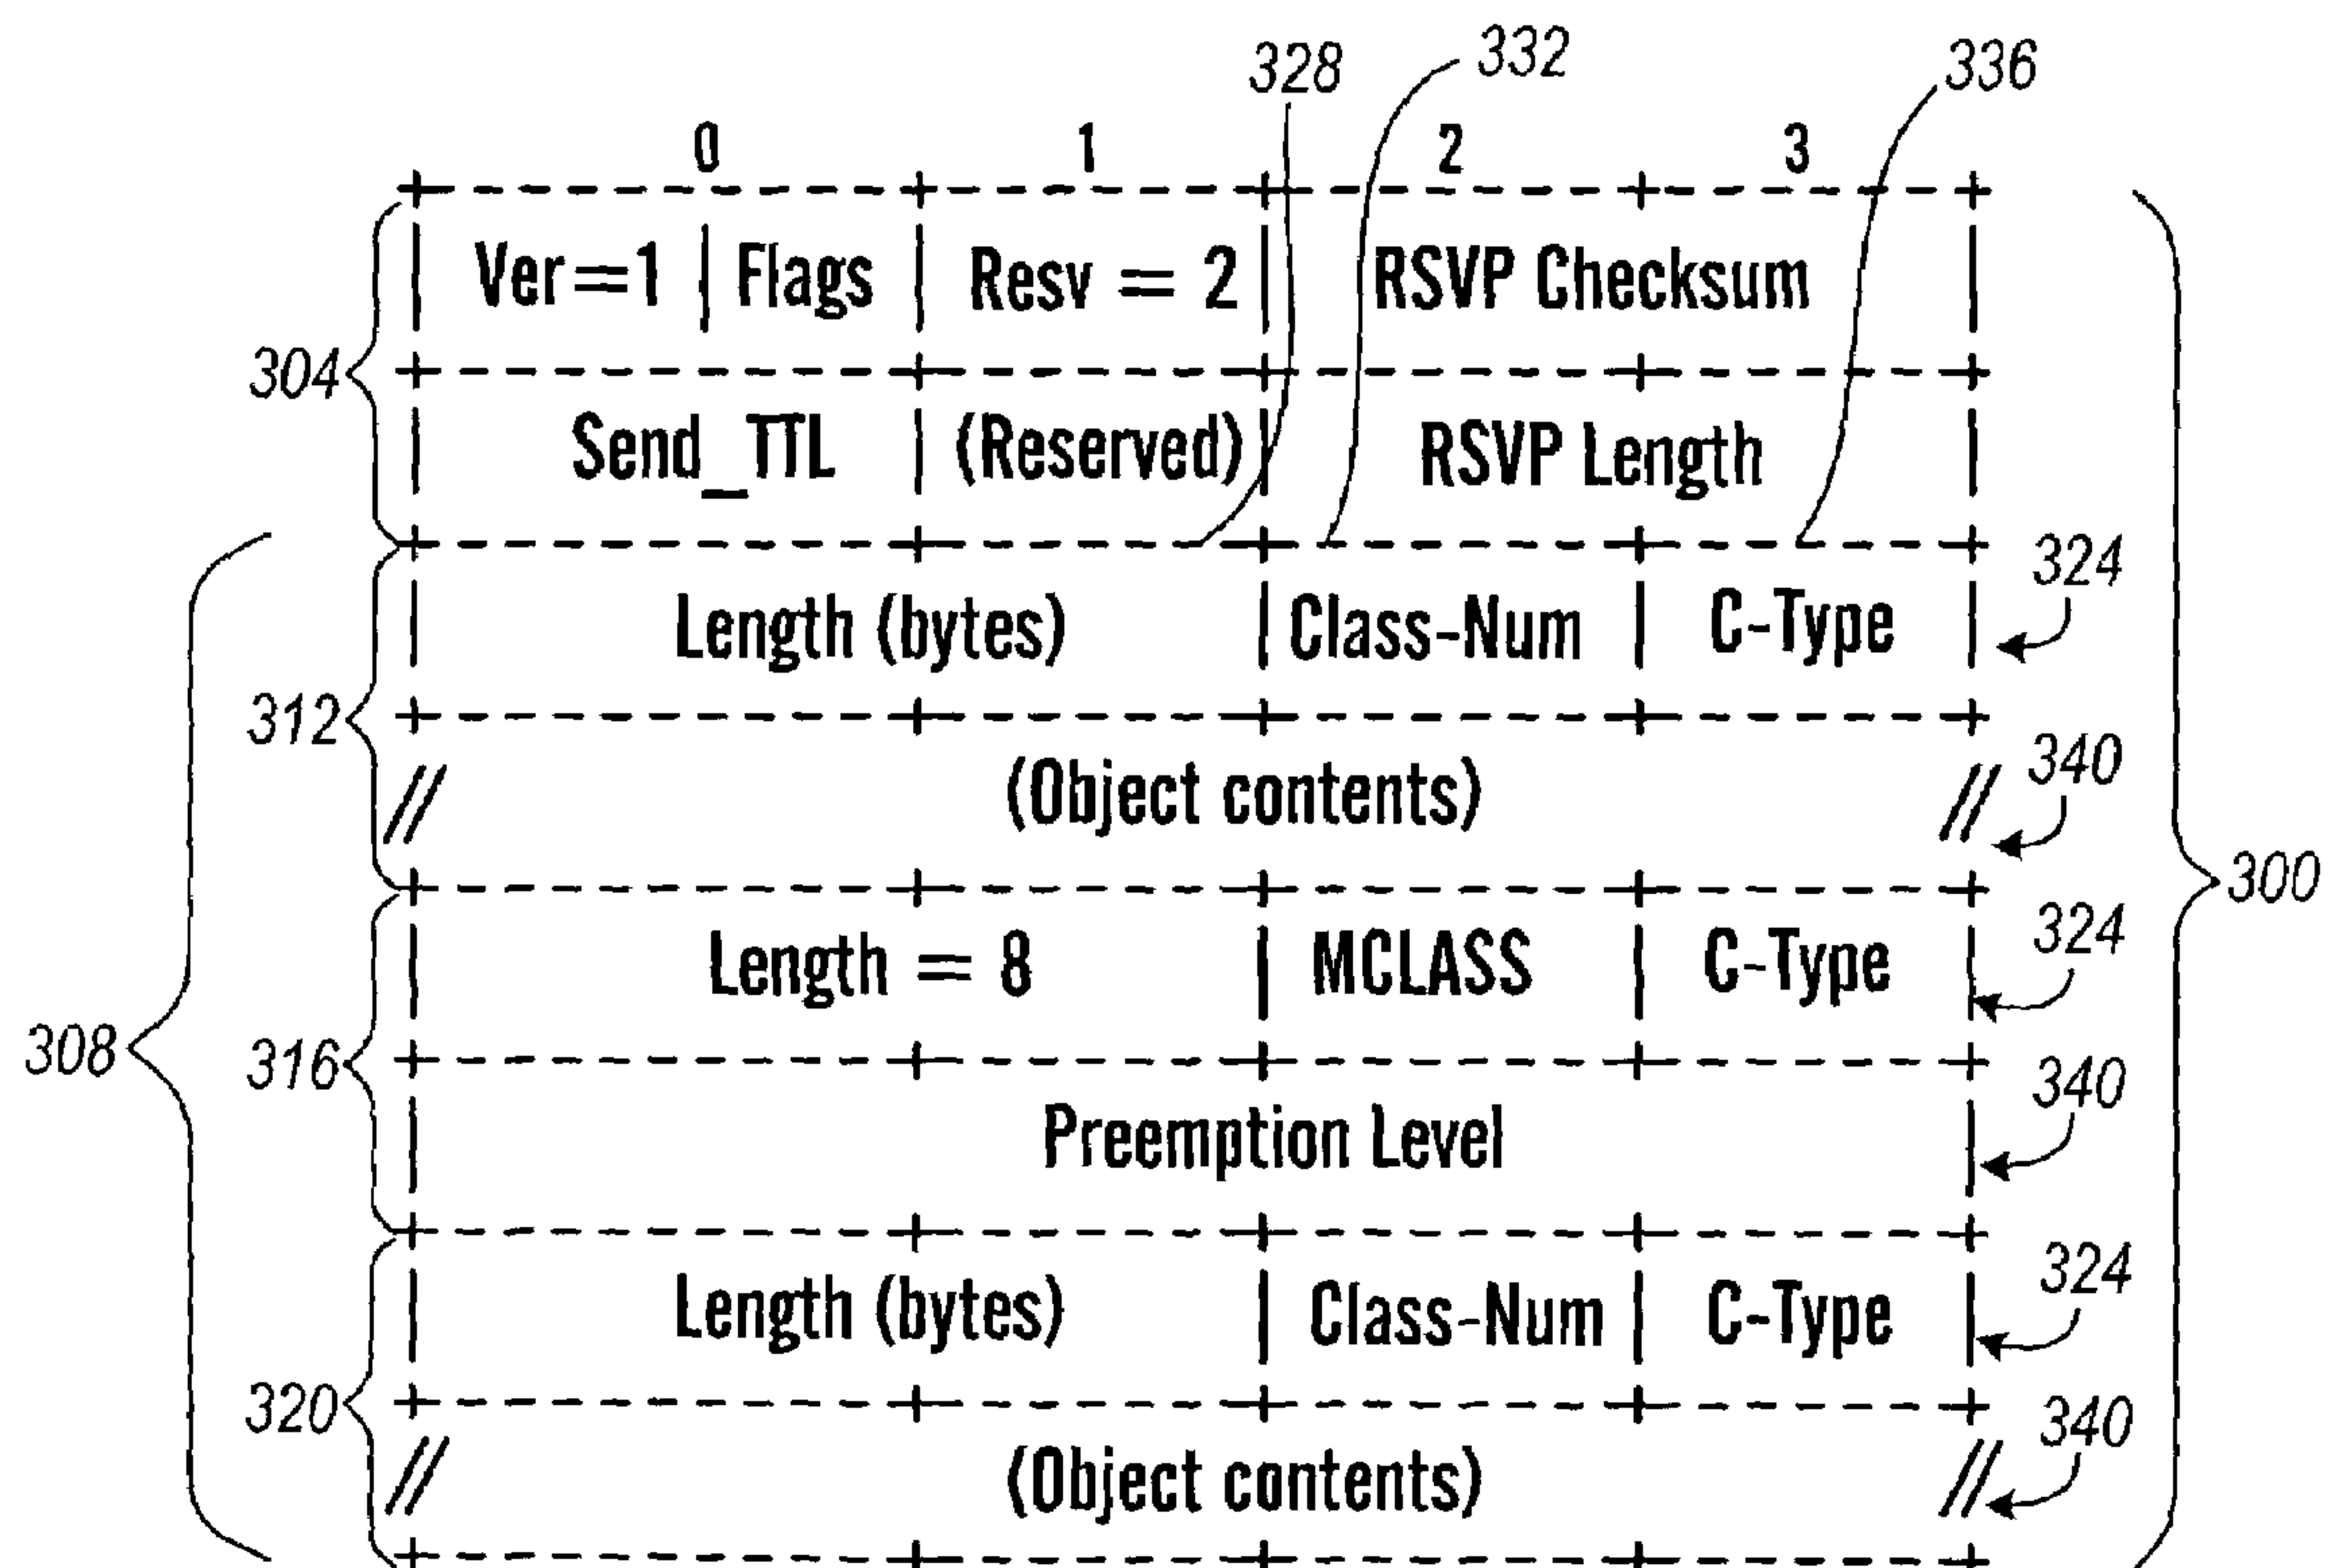 328 332 336
0 1 2 3
Ver=1 | Flags | Resv = 2 | RSVP Checksum
304
Send_TTL | (Reserved) | RSVP Length
324
Length (bytes) | Class-Num | C-Type
312
340
// (Object contents) //
300
324
Length = 8 | MCLASS | C-Type
308
316
340
Preemption Level
324
Length (bytes) | Class-Num | C-Type
320
340
// (Object contents) //